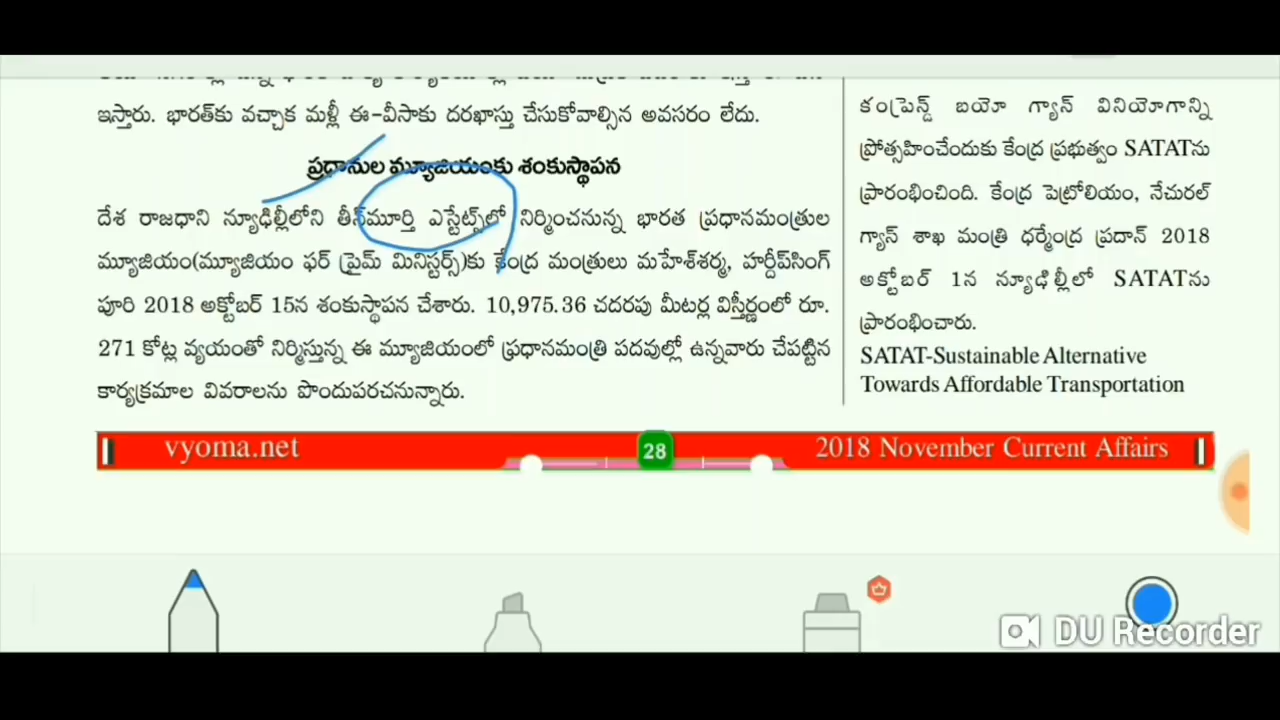 ఇస్తారు. భారత్‌కు వచ్చాక మళ్లీ ఈ-వీసాకు దరఖాస్తు చేసుకోవాల్సిన అవసరం లేదు.
ప్రధానుల మ్యూజియంకు శంకుస్థాపన
దేశ రాజధాని న్యూఢిల్లీలోని తీన్‌మూర్తి ఎస్టేట్స్‌లో నిర్మించనున్న భారత ప్రధానమంత్రుల
మ్యూజియం(మ్యూజియం ఫర్ ప్రైమ్ మినిస్టర్స్)కు కేంద్ర మంత్రులు మహేశ్‌శర్మ, హర్దీప్‌సింగ్
పూరి 2018 అక్టోబర్ 15న శంకుస్థాపన చేశారు. 10,975.36 చదరపు మీటర్ల విస్తీర్ణంలో రూ.
271 కోట్ల వ్యయంతో నిర్మిస్తున్న ఈ మ్యూజియంలో ప్రధానమంత్రి పదవుల్లో ఉన్నవారు చేపట్టిన
కార్యక్రమాల వివరాలను పొందుపరచనున్నారు.
కంప్రెస్డ్ బయో గ్యాన్ వినియోగాన్ని
ప్రోత్సహించేందుకు కేంద్ర ప్రభుత్వం SATATను
ప్రారంభించింది. కేంద్ర పెట్రోలియం, నేచురల్
గ్యాన్ శాఖ మంత్రి ధర్మేంద్ర ప్రదాన్ 2018
అక్టోబర్ 1న న్యూఢిల్లీలో SATATను
ప్రారంభించారు.
SATAT-Sustainable Alternative
Towards Affordable Transportation
vyoma.net
28
2018 November Current Affairs
DU Recorder